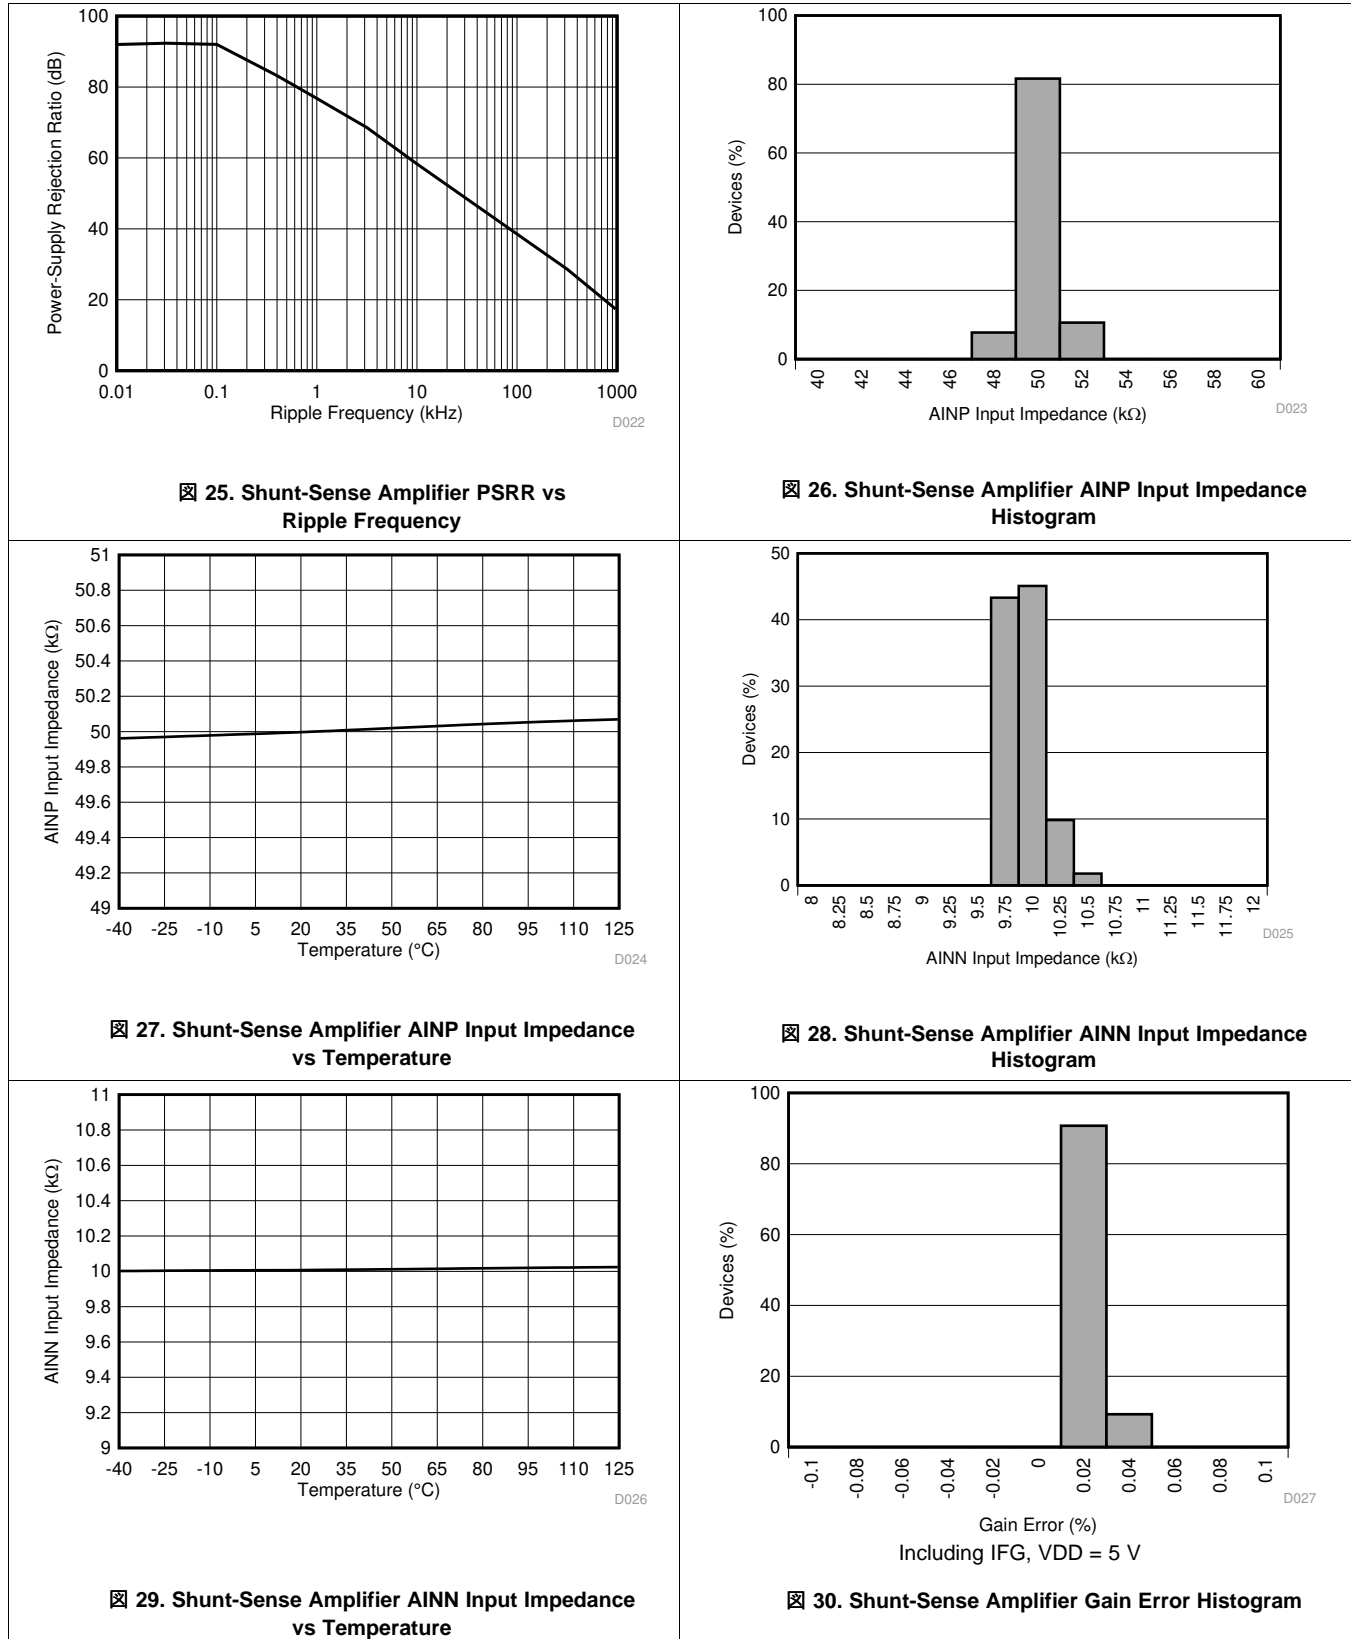 100
80
60
40
20
0
Power-Supply Rejection Ratio (dB)
0.01 0.1 1 10 100 1000
Ripple Frequency (kHz)
D022
図 25. Shunt-Sense Amplifier PSRR vs
Ripple Frequency
100
80
60
40
20
0
Devices (%)
40 42 44 46 48 50 52 54 56 58 60
AINP Input Impedance (kΩ)
D023
図 26. Shunt-Sense Amplifier AINP Input Impedance
Histogram
51
50.8
50.6
50.4
50.2
50
49.8
49.6
49.4
49.2
49
AINP Input Impedance (kΩ)
-40 -25 -10 5 20 35 50 65 80 95 110 125
Temperature (°C)
D024
図 27. Shunt-Sense Amplifier AINP Input Impedance
vs Temperature
50
40
30
20
10
0
Devices (%)
8 8.25 8.5 8.75 9 9.25 9.5 9.75 10 10.25 10.5 10.75 11 11.25 11.5 11.75 12
AINN Input Impedance (kΩ)
D025
図 28. Shunt-Sense Amplifier AINN Input Impedance
Histogram
11
10.8
10.6
10.4
10.2
10
9.8
9.6
9.4
9.2
9
AINN Input Impedance (kΩ)
-40 -25 -10 5 20 35 50 65 80 95 110 125
Temperature (°C)
D026
図 29. Shunt-Sense Amplifier AINN Input Impedance
vs Temperature
100
80
60
40
20
0
Devices (%)
-0.1 -0.08 -0.06 -0.04 -0.02 0 0.02 0.04 0.06 0.08 0.1
Gain Error (%)
D027
Including IFG, VDD = 5 V
図 30. Shunt-Sense Amplifier Gain Error Histogram